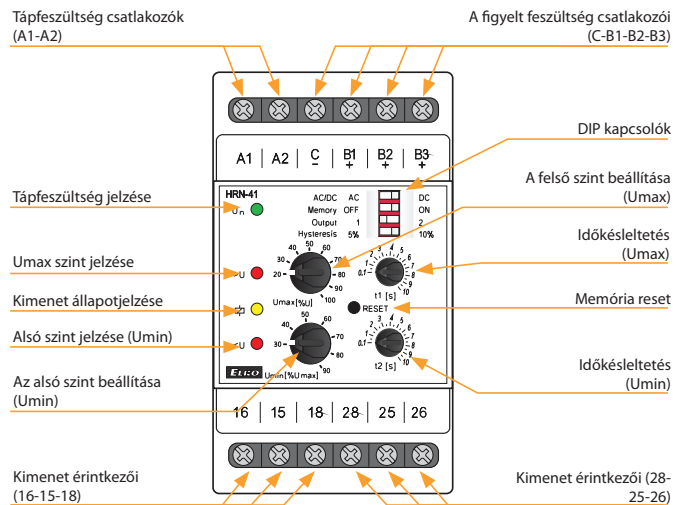 Tápfeszültség csatlakozók
(A1-A2)
A figyelt feszültség csatlakozói
(C-B1-B2-B3)
DIP kapcsolók
A felső szint beállítása
(Umax)
Időkésleltetés
(Umax)
Memória reset
Időkésleltetés
(Umin)
Kimenet érintkezői (28-
25-26)
Tápfeszültség jelzése
Umax szint jelzése
Kimenet állapotjelzése
Alsó szint jelzése (Umin)
Az alsó szint beállítása
(Umin)
Kimenet érintkezői
(16-15-18)
A1 A2 C B1 B2 B3
- + + +
HRN-41
Un
AC/DC AC DC
Memory OFF ON
Output 1 2
Hysteresis 5% 10%
20 30 40 50 60 70 80 90 100
Umax[%U]
0.1 1 2 3 4 5 6 7 8 9 10
t1 [s]
RESET
30 40 50 60 70 80 90
Umin[%Umax]
0.1 1 2 3 4 5 6 7 8 9 10
t2 [s]
ELKO
16 15 18 28 25 26